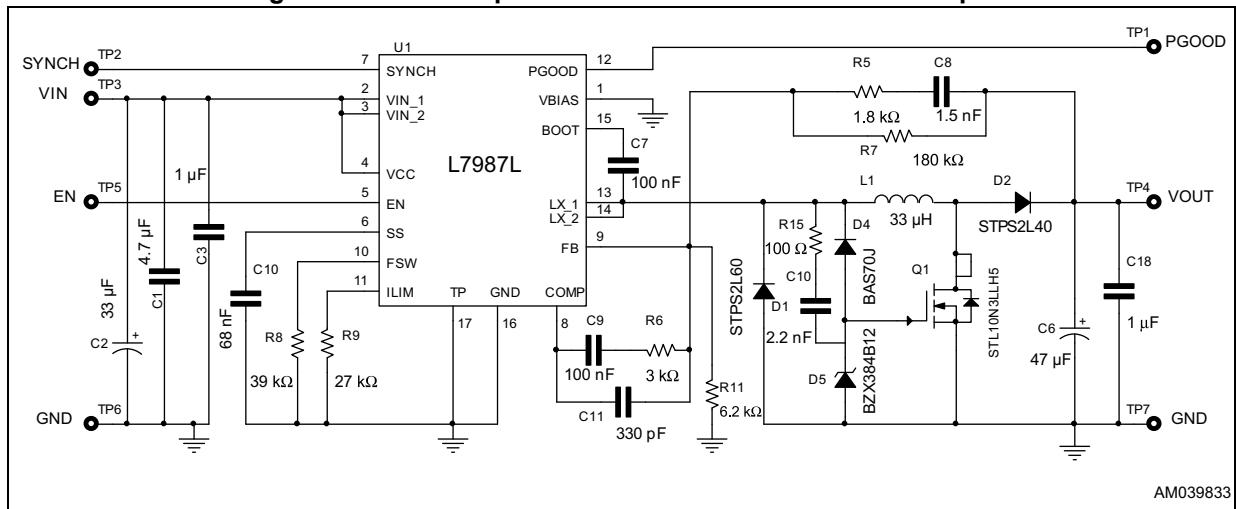 TP1
PGOOD
U1
SYNCH
TP2
7
SYNCH
PGOOD
12
VIN
TP3
2
VIN_1
3
VIN_2
VBIAS
1
BOOT
15
R5
C8
1.8 kΩ
1.5 nF
R7
180 kΩ
C7
100 nF
1 µF
4
VCC
L7987L
EN
TP5
5
EN
LX_1
13
LX_2
14
L1
33 µH
D2
STPS2L40
TP4
VOUT
6
SS
FB
9
R15
100 Ω
D4
BAS70J
4.7 µF
C1
C3
C10
68 nF
10
FSW
11
ILIM
TP
GND
COMP
17
16
8
STPS2L60
D1
C10
2.2 nF
Q1
STL10N3LLH5
C18
1 µF
33 µF
C2
+
R8
39 kΩ
R9
27 kΩ
C9
100 nF
R6
3 kΩ
C11
330 pF
R11
6.2 kΩ
D5
BZX384B12
C6
+
47 µF
GND
TP6
TP7
GND
AM039833